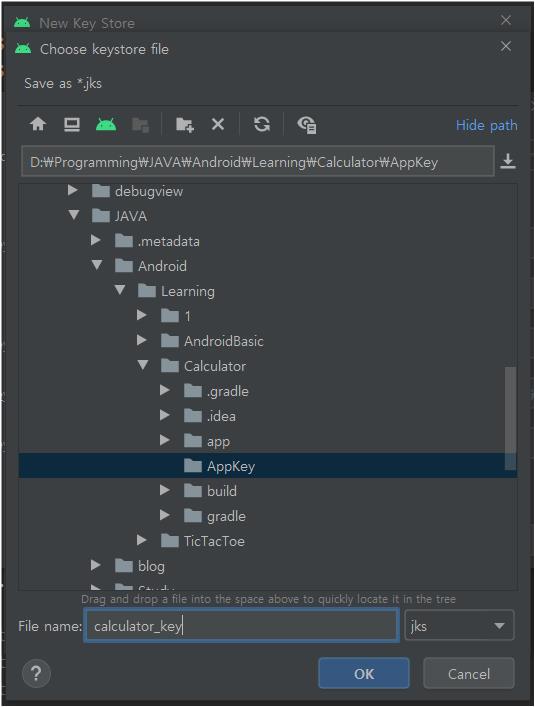 New Key Store
Choose keystore file
Save as *.jks
Hide path
D:₩Programming₩JAVA₩Android₩Learning₩Calculator₩AppKey
debugview
JAVA
.metadata
Android
Learning
1
AndroidBasic
Calculator
.gradle
.idea
app
AppKey
build
gradle
TicTacToe
blog
Study
Drag and drop a file into the space above to quickly locate it in the tree
File name: calculator_key jks
? OK Cancel